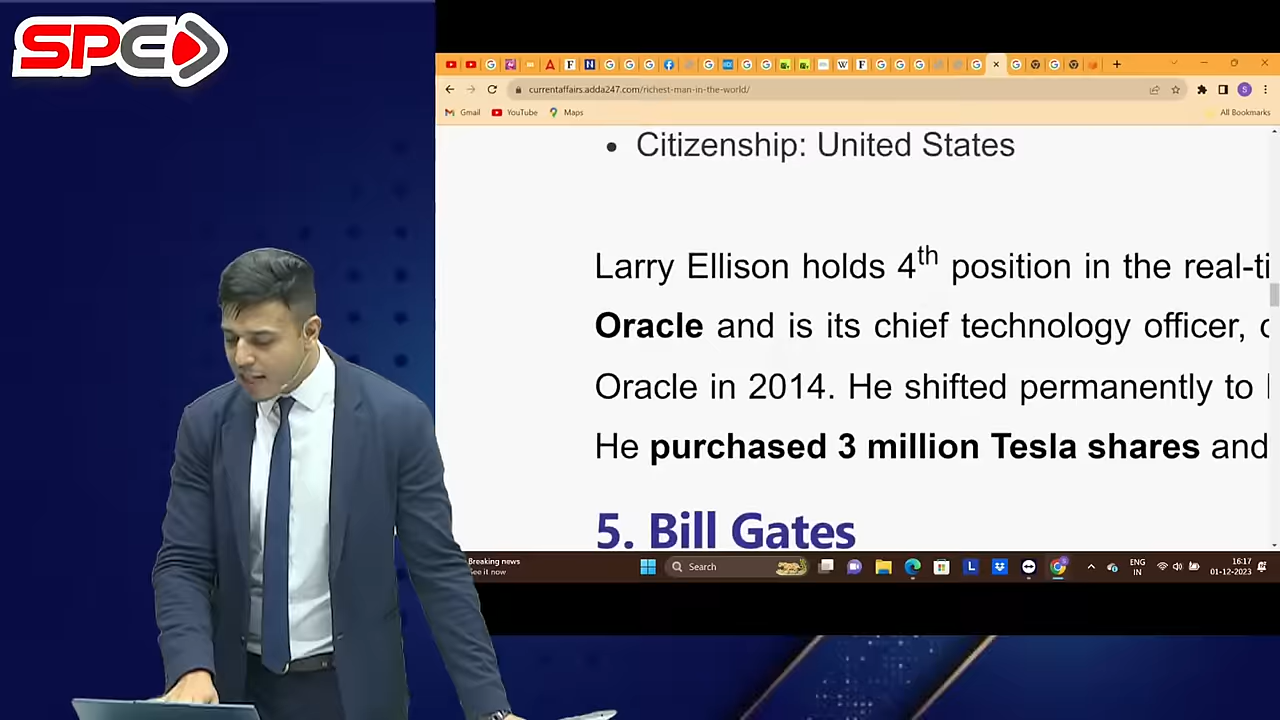 SPED
currentaffairs.adda247.com/richest-man-in-the-world/
Gmail YouTube Maps All Bookmarks
Citizenship: United States
Larry Ellison holds 4th position in the real-ti
Oracle and is its chief technology officer, c
Oracle in 2014. He shifted permanently to
He purchased 3 million Tesla shares and
5. Bill Gates
Breaking news
See it now
Search
ENG
IN
16:17
01-12-2023